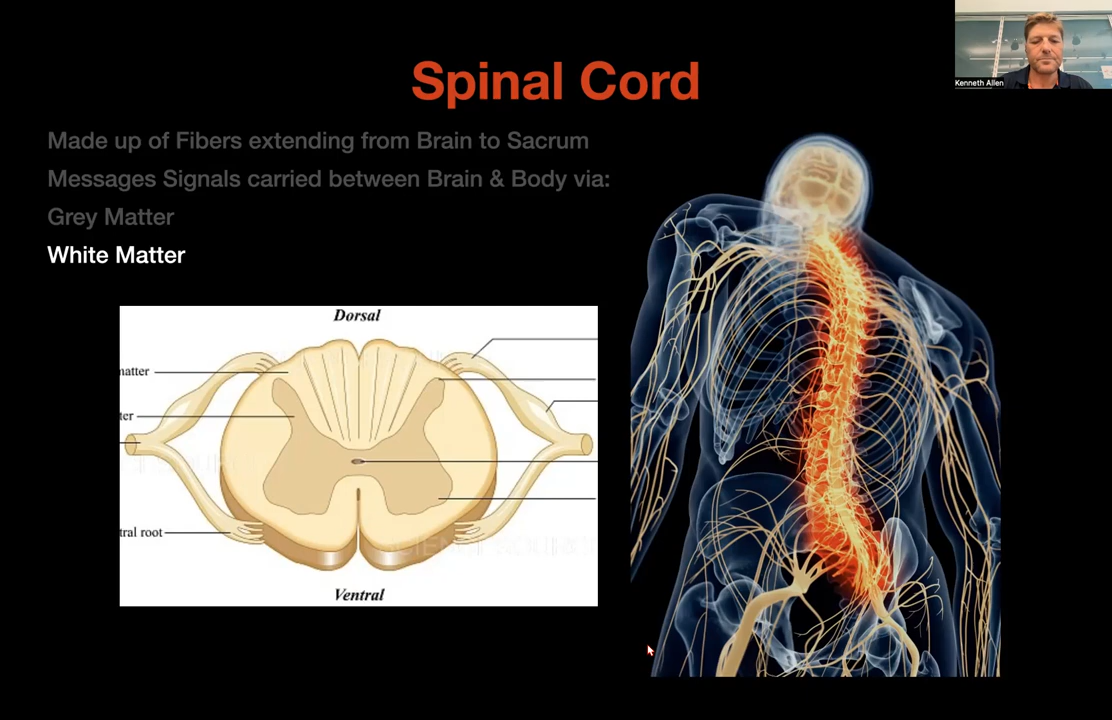 Kenneth Allen
Spinal Cord
Made up of Fibers extending from Brain to Sacrum
Messages Signals carried between Brain & Body via:
Grey Matter
White Matter
Dorsal
natter
ter
tral root
Ventral